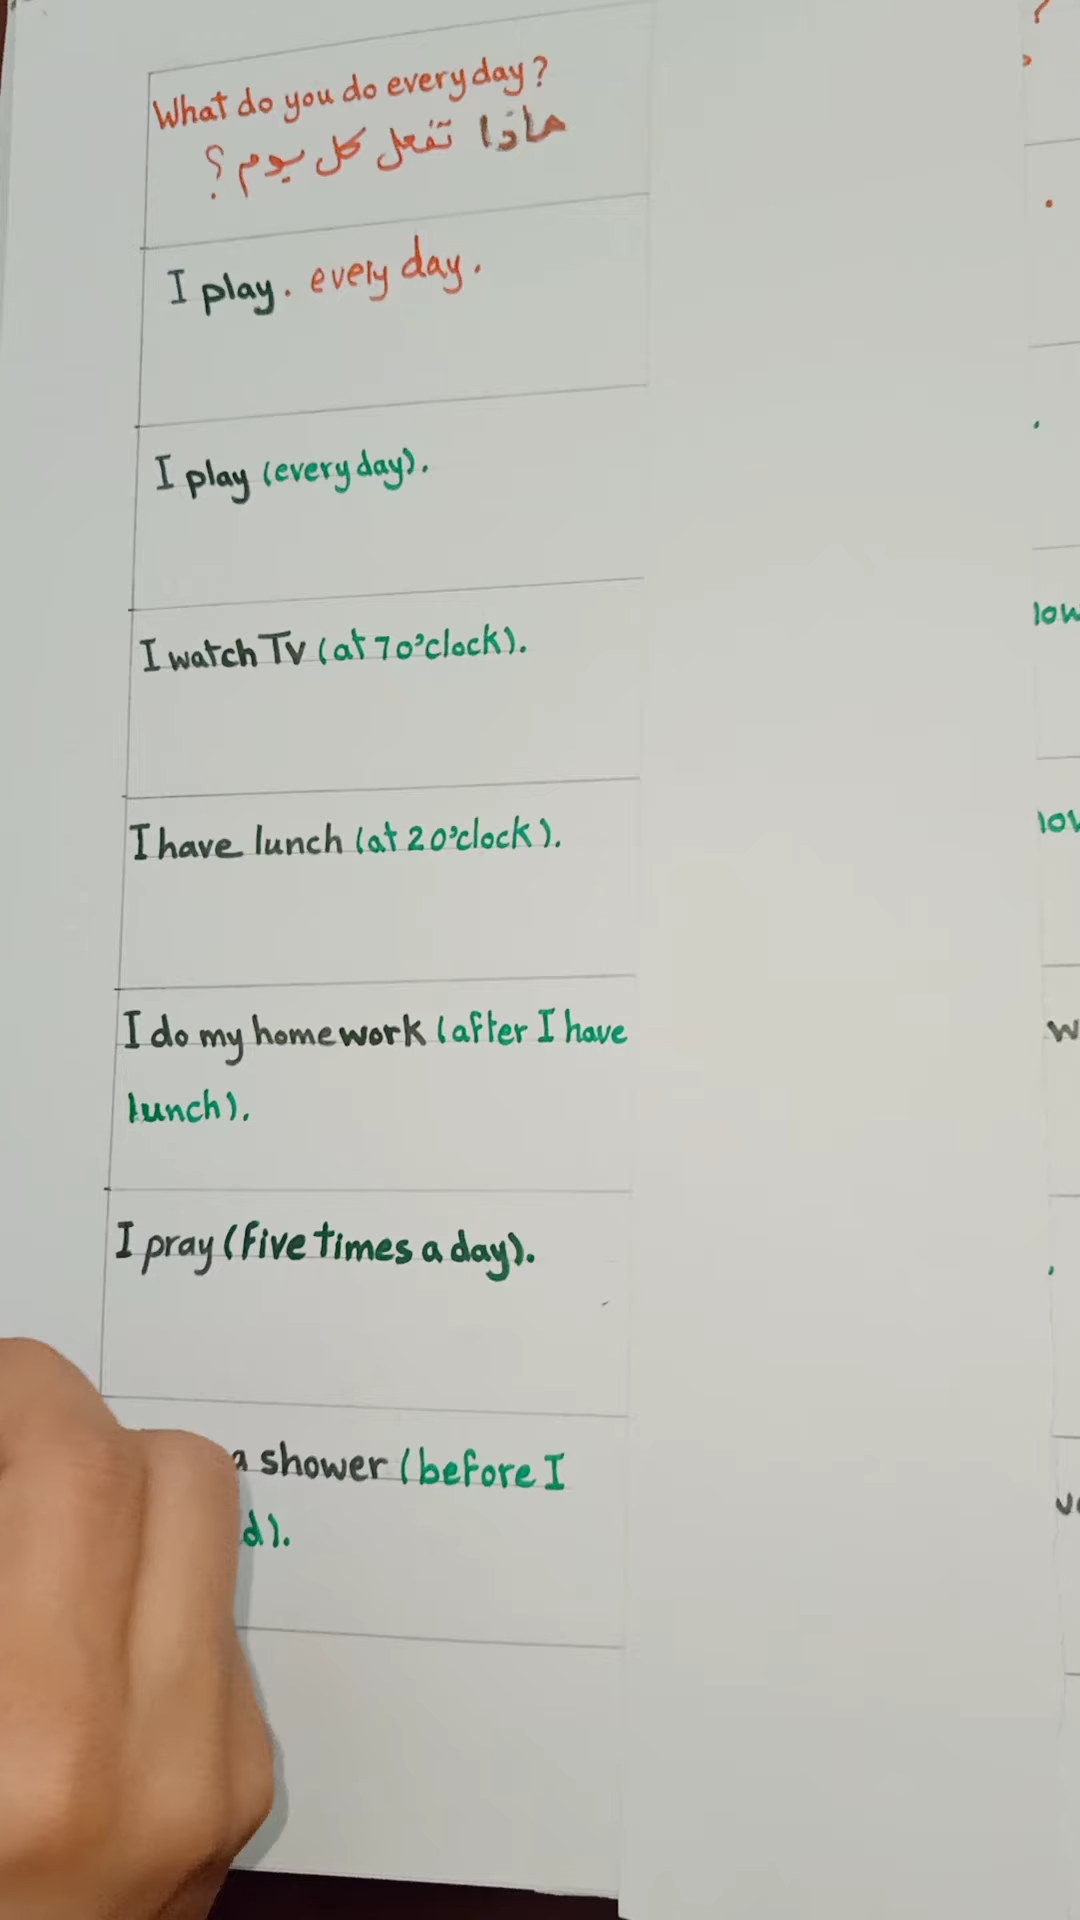 What do you do every day?
ماذا تفعل كل يوم؟
I play. every day.
I play (every day).
I watch Tv (at 7 o'clock).
I have lunch (at 2 o'clock).
I do my homework (after I have
lunch).
I pray (five times a day).
a shower (before I
d).